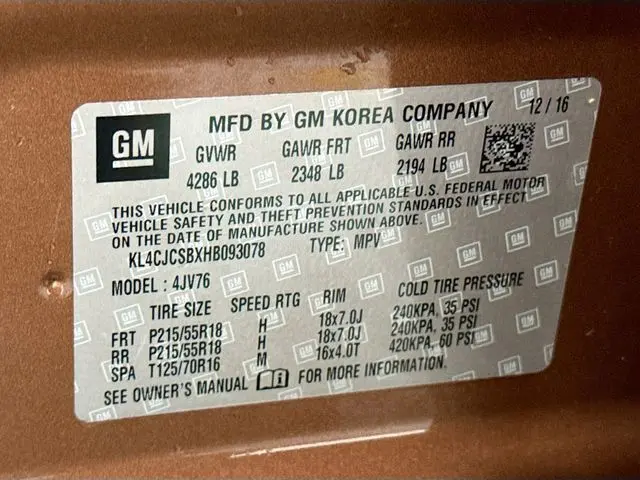 GM MFD BY GM KOREA COMPANY 12 / 16
GVWR GAWR FRT GAWR RR
4286 LB 2348 LB 2194 LB
THIS VEHICLE CONFORMS TO ALL APPLICABLE U.S. FEDERAL MOTOR
VEHICLE SAFETY AND THEFT PREVENTION STANDARDS IN EFFECT
ON THE DATE OF MANUFACTURE SHOWN ABOVE.
KL4CJCSBXHB093078 TYPE: MPV
MODEL : 4JV76
TIRE SIZE SPEED RTG RIM COLD TIRE PRESSURE
FRT P215/55R18 H 18x7.0J 240KPA, 35 PSI
RR P215/55R18 H 18x7.0J 240KPA, 35 PSI
SPA T125/70R16 M 16x4.0T 420KPA, 60 PSI
SEE OWNER'S MANUAL FOR MORE INFORMATION.